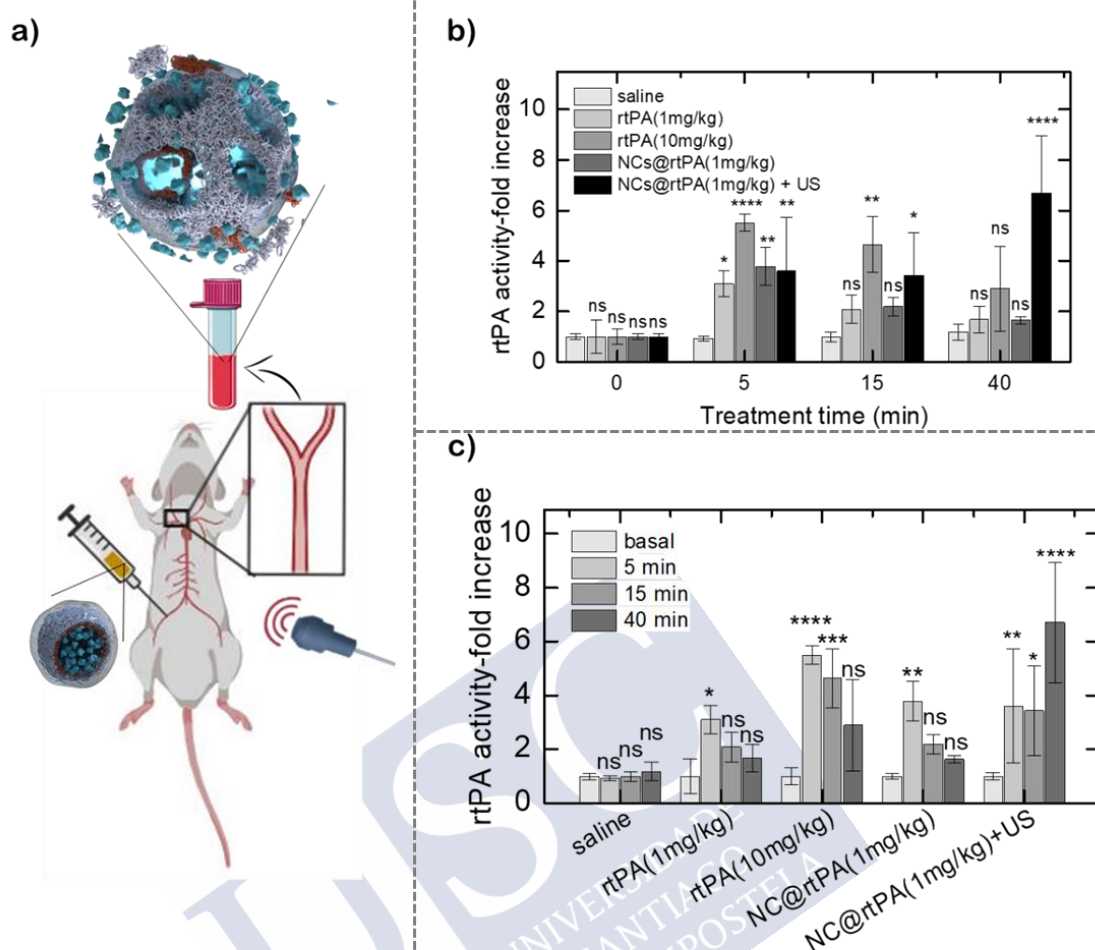 a)
b)
rtPA activity-fold increase
10
8
6
4
2
0
saline
rtPA(1mg/kg)
rtPA(10mg/kg)
NCs@rtPA(1mg/kg)
NCs@rtPA(1mg/kg) + US
ns
ns
ns
ns
*
****
**
**
ns
**
ns
*
ns
ns
ns
****
0
5
15
40
Treatment time (min)
c)
rtPA activity-fold increase
10
8
6
4
2
0
basal
5 min
15 min
40 min
ns
ns
ns
*
ns
ns
****
***
ns
**
ns
ns
**
*
****
saline
rtPA(1mg/kg)
rtPA(10mg/kg)
NC@rtPA(1mg/kg)
NC@rtPA(1mg/kg)+US
USC
UNIVERSIDADE